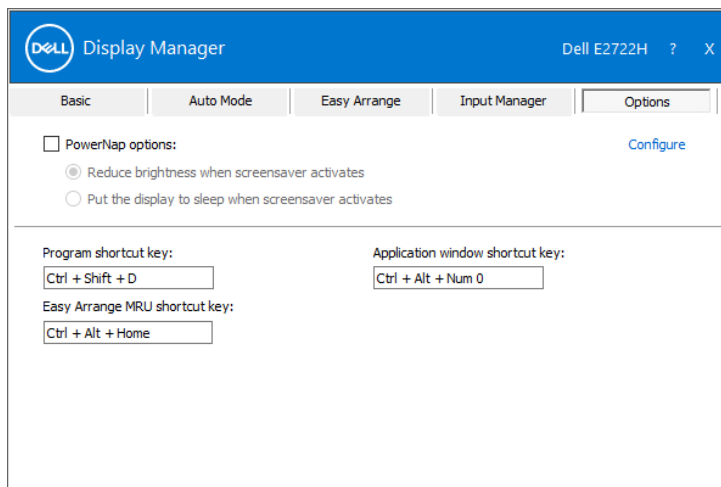 DELL Display Manager Dell E2722H ? X
Basic Auto Mode Easy Arrange Input Manager Options
PowerNap options: Configure
Reduce brightness when screensaver activates
Put the display to sleep when screensaver activates
Program shortcut key: Application window shortcut key:
Ctrl + Shift + D Ctrl + Alt + Num 0
Easy Arrange MRU shortcut key:
Ctrl + Alt + Home